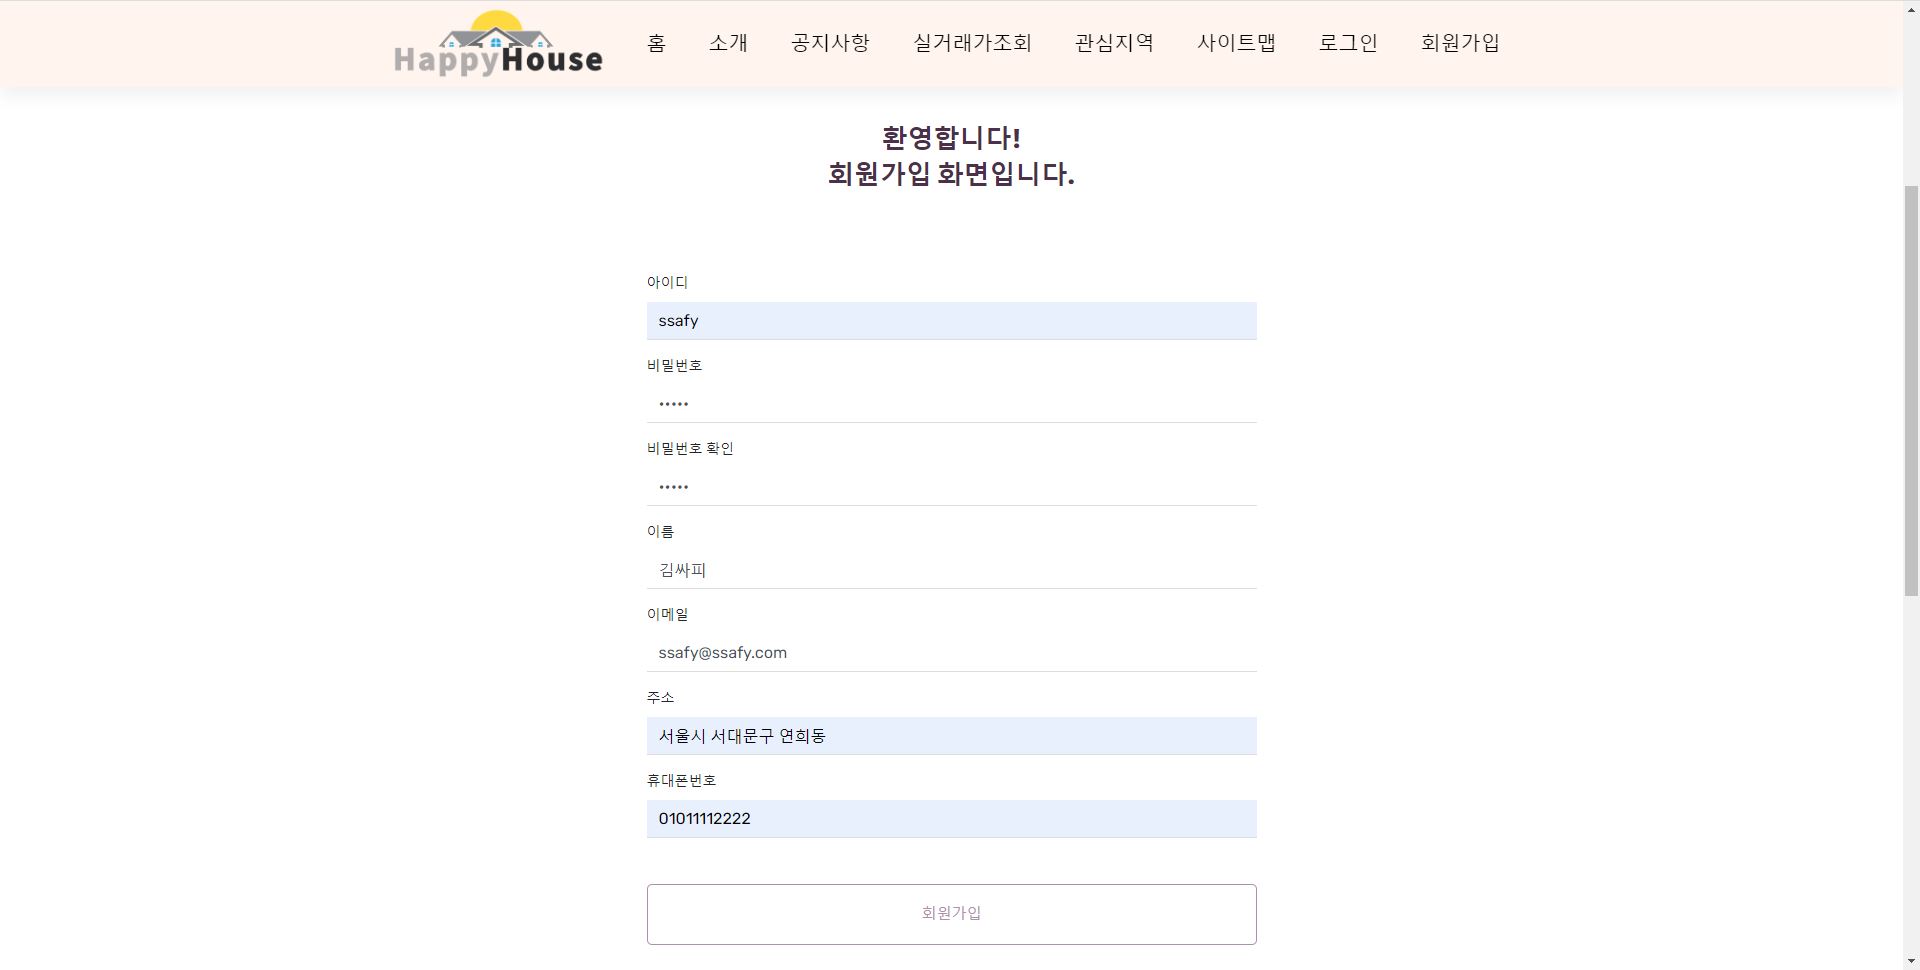 HappyHouse 홈 소개 공지사항 실거래가조회 관심지역 사이트맵 로그인 회원가입
환영합니다!
회원가입 화면입니다.
아이디
ssafy
비밀번호
•••••
비밀번호 확인
•••••
이름
김싸피
이메일
ssafy@ssafy.com
주소
서울시 서대문구 연희동
휴대폰번호
01011112222
회원가입